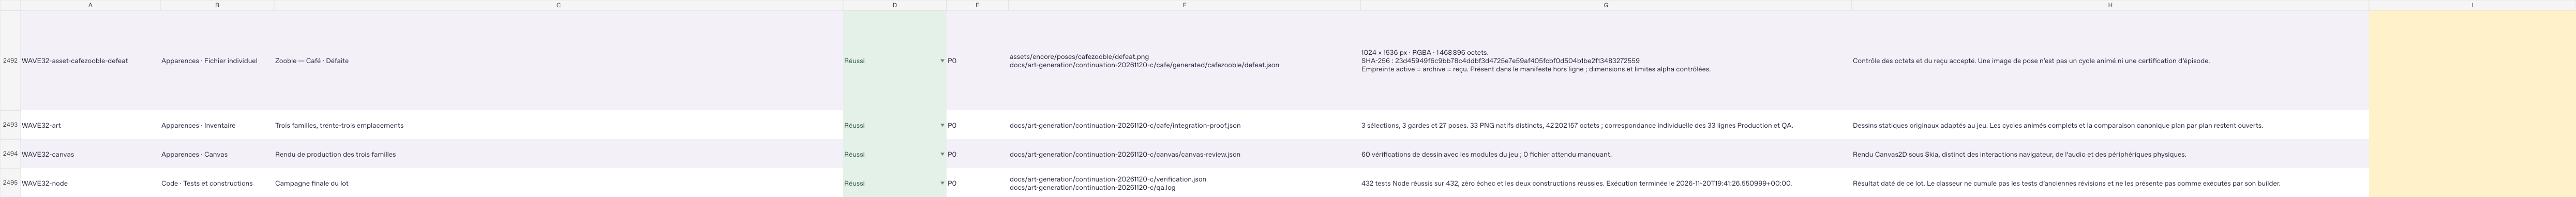 A B C D E F G H I
2492 WAVE32-asset-cafezooble-defeat Apparences · Fichier individuel Zooble — Café · Défaite Réussi P0
assets/encore/poses/cafezooble/defeat.png
docs/art-generation/continuation-20261120-c/cafe/generated/cafezooble/defeat.json
1024 × 1536 px · RGBA · 1 468 896 octets.
SHA-256 : 23d45949f6c9bb78c4ddbf3d4725e7e59af405fcbf0d504b1be2f13483272559
Empreinte active = archive = reçu. Présent dans le manifeste hors ligne ; dimensions et limites alpha contrôlées.
Contrôle des octets et du reçu accepté. Une image de pose n'est pas un cycle animé ni une certification d'épisode.
2493 WAVE32-art Apparences · Inventaire Trois familles, trente-trois emplacements Réussi P0 docs/art-generation/continuation-20261120-c/cafe/integration-proof.json 3 sélections, 3 gardes et 27 poses. 33 PNG natifs distincts, 42 202 157 octets ; correspondance individuelle des 33 lignes Production et QA. Dessins statiques originaux adaptés au jeu. Les cycles animés complets et la comparaison canonique plan par plan restent ouverts.
2494 WAVE32-canvas Apparences · Canvas Rendu de production des trois familles Réussi P0 docs/art-generation/continuation-20261120-c/canvas/canvas-review.json 60 vérifications de dessin avec les modules du jeu ; 0 fichier attendu manquant. Rendu Canvas2D sous Skia, distinct des interactions navigateur, de l'audio et des périphériques physiques.
2495 WAVE32-node Code · Tests et constructions Campagne finale du lot Réussi P0
docs/art-generation/continuation-20261120-c/verification.json
docs/art-generation/continuation-20261120-c/qa.log
432 tests Node réussis sur 432, zéro échec et les deux constructions réussies. Exécution terminée le 2026-11-20T19:41:26.550999+00:00.
Résultat daté de ce lot. Le classeur ne cumule pas les tests d'anciennes révisions et ne les présente pas comme exécutés par son builder.